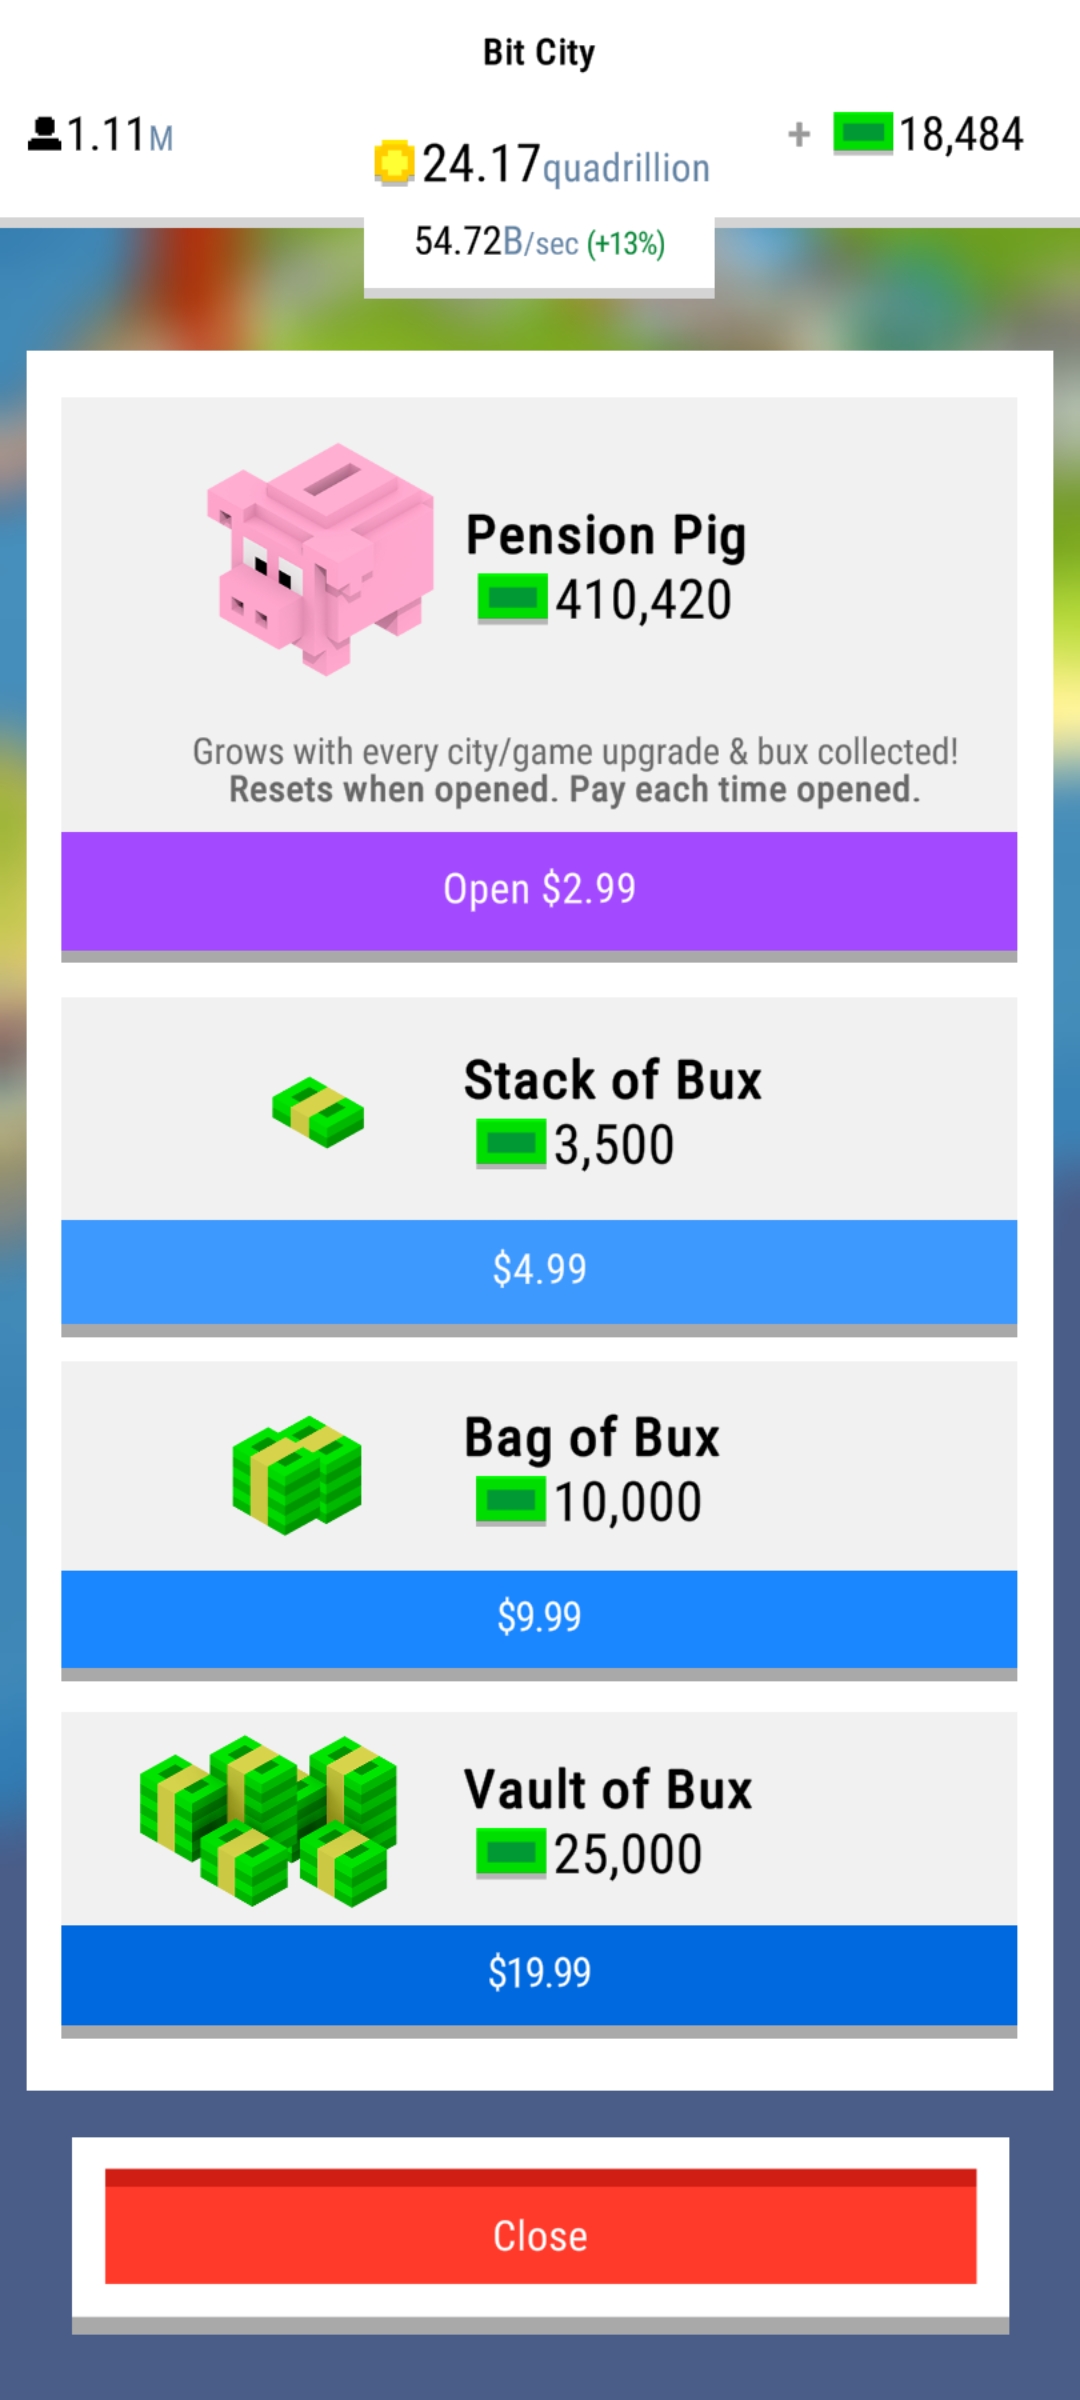 Bit City
1.11M
24.17quadrillion
+ 18,484
54.72B/sec (+13%)
Pension Pig
410,420
Grows with every city/game upgrade & bux collected!
Resets when opened. Pay each time opened.
Open $2.99
Stack of Bux
3,500
$4.99
Bag of Bux
10,000
$9.99
Vault of Bux
25,000
$19.99
Close